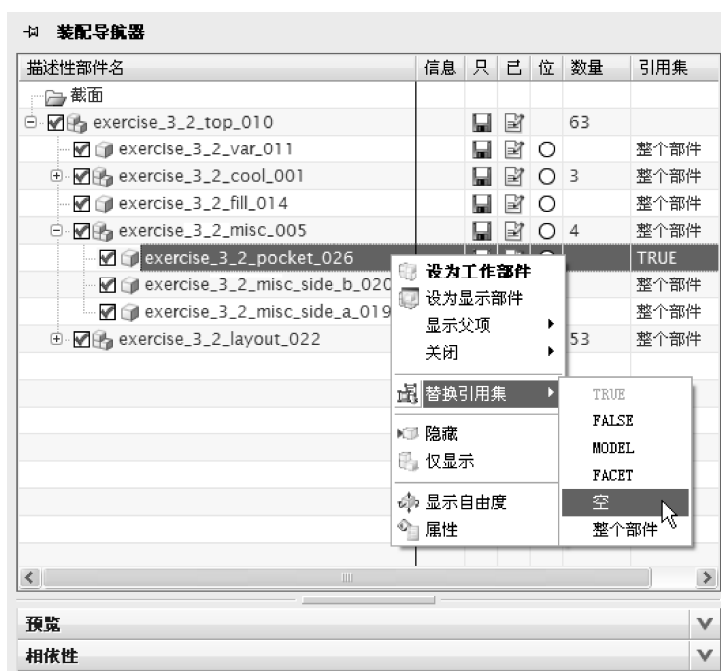 装配导航器
描述性部件名 信息 只 已 位 数量 引用集
截面
exercise_3_2_top_010 63
exercise_3_2_var_011 整个部件
exercise_3_2_cool_001 3 整个部件
exercise_3_2_fill_014 整个部件
exercise_3_2_misc_005 4 整个部件
exercise_3_2_pocket_026 TRUE
exercise_3_2_misc_side_b_020 整个部件
exercise_3_2_misc_side_a_019 整个部件
exercise_3_2_layout_022 53 整个部件
设为工作部件
设为显示部件
显示父项
关闭
替换引用集
隐藏
仅显示
显示自由度
属性
TRUE
FALSE
MODEL
FACET
空
整个部件
预览
相依性